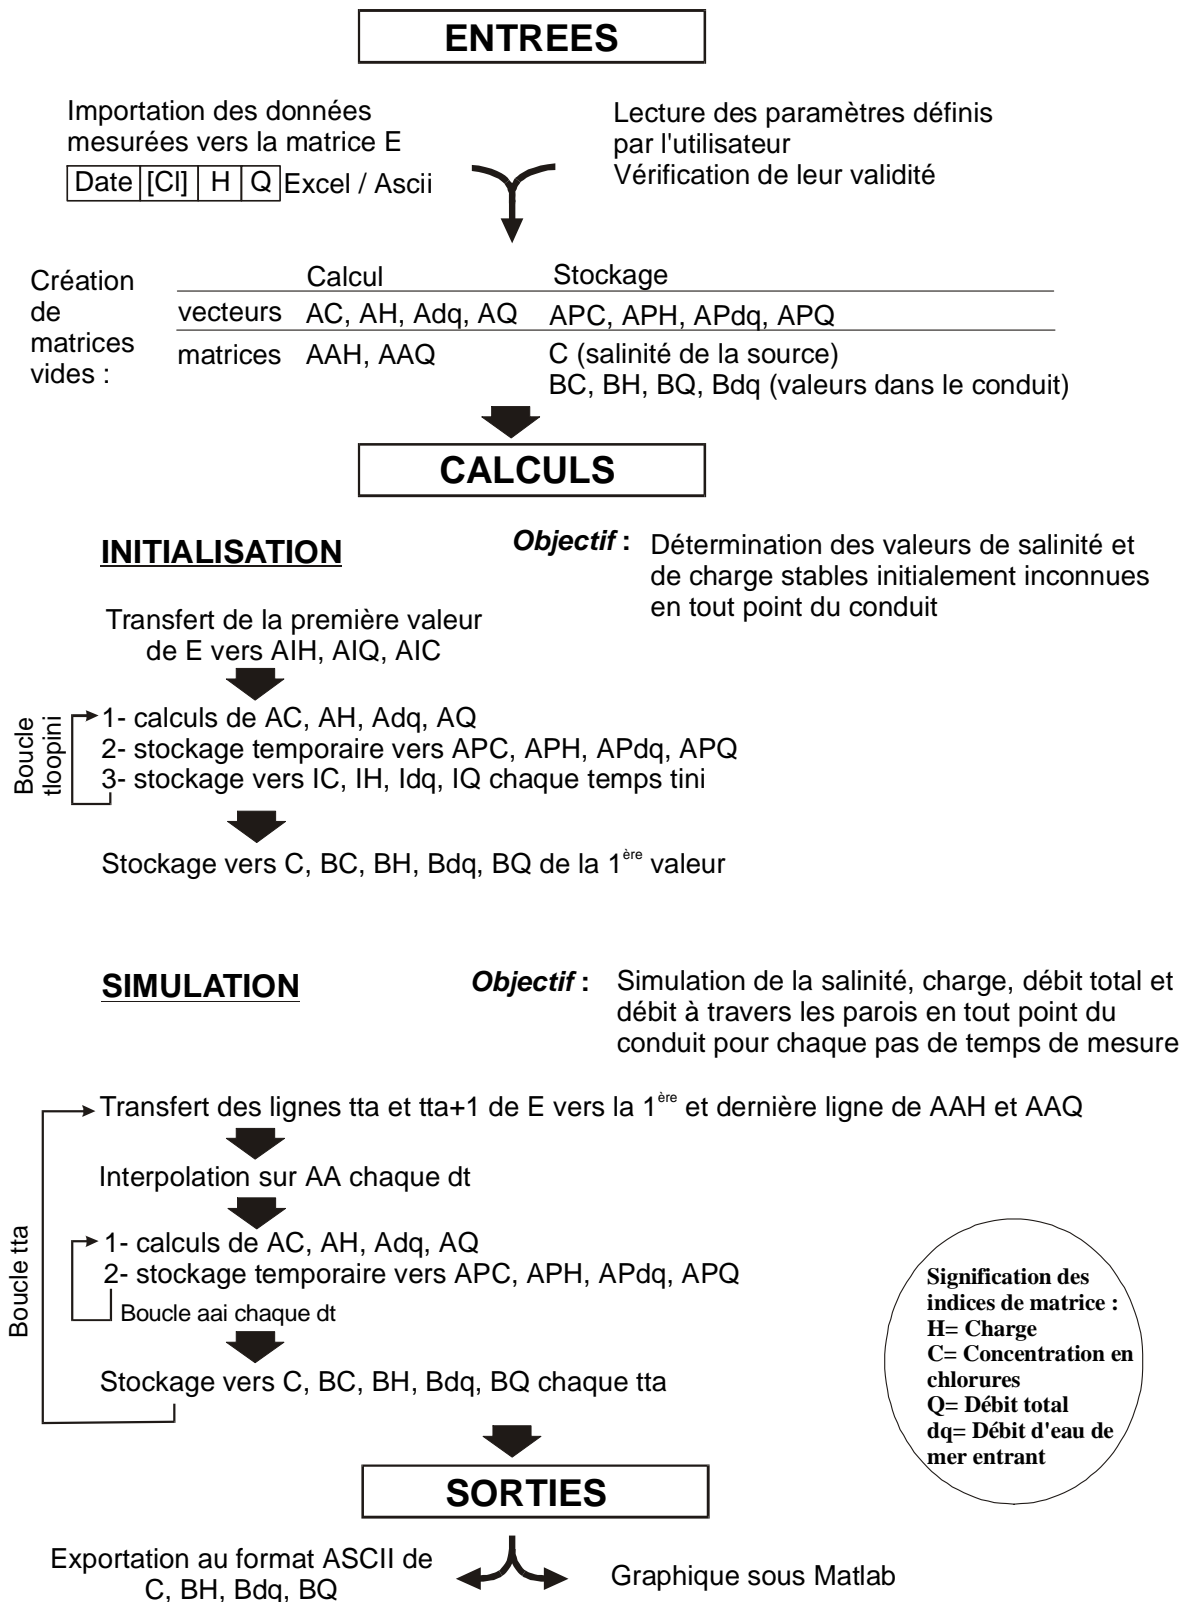 ENTREES
Importation des données
mesurées vers la matrice E
Date [Cl] H Q Excel / Ascii
Lecture des paramètres définis
par l'utilisateur
Vérification de leur validité
Création
de
matrices
vides :
Calcul Stockage
vecteurs AC, AH, Adq, AQ APC, APH, APdq, APQ
matrices AAH, AAQ C (salinité de la source)
BC, BH, BQ, Bdq (valeurs dans le conduit)
CALCULS
INITIALISATION
Objectif : Détermination des valeurs de salinité et
de charge stables initialement inconnues
en tout point du conduit
Transfert de la première valeur
de E vers AIH, AIQ, AIC
Boucle
tloopini
1- calculs de AC, AH, Adq, AQ
2- stockage temporaire vers APC, APH, APdq, APQ
3- stockage vers IC, IH, Idq, IQ chaque temps tini
Stockage vers C, BC, BH, Bdq, BQ de la 1ère valeur
SIMULATION
Objectif : Simulation de la salinité, charge, débit total et
débit à travers les parois en tout point du
conduit pour chaque pas de temps de mesure
Boucle tta
Transfert des lignes tta et tta+1 de E vers la 1ère et dernière ligne de AAH et AAQ
Interpolation sur AA chaque dt
1- calculs de AC, AH, Adq, AQ
2- stockage temporaire vers APC, APH, APdq, APQ
Boucle aai chaque dt
Stockage vers C, BC, BH, Bdq, BQ chaque tta
Signification des
indices de matrice :
H= Charge
C= Concentration en
chlorures
Q= Débit total
dq= Débit d'eau de
mer entrant
SORTIES
Exportation au format ASCII de
C, BH, Bdq, BQ
Graphique sous Matlab